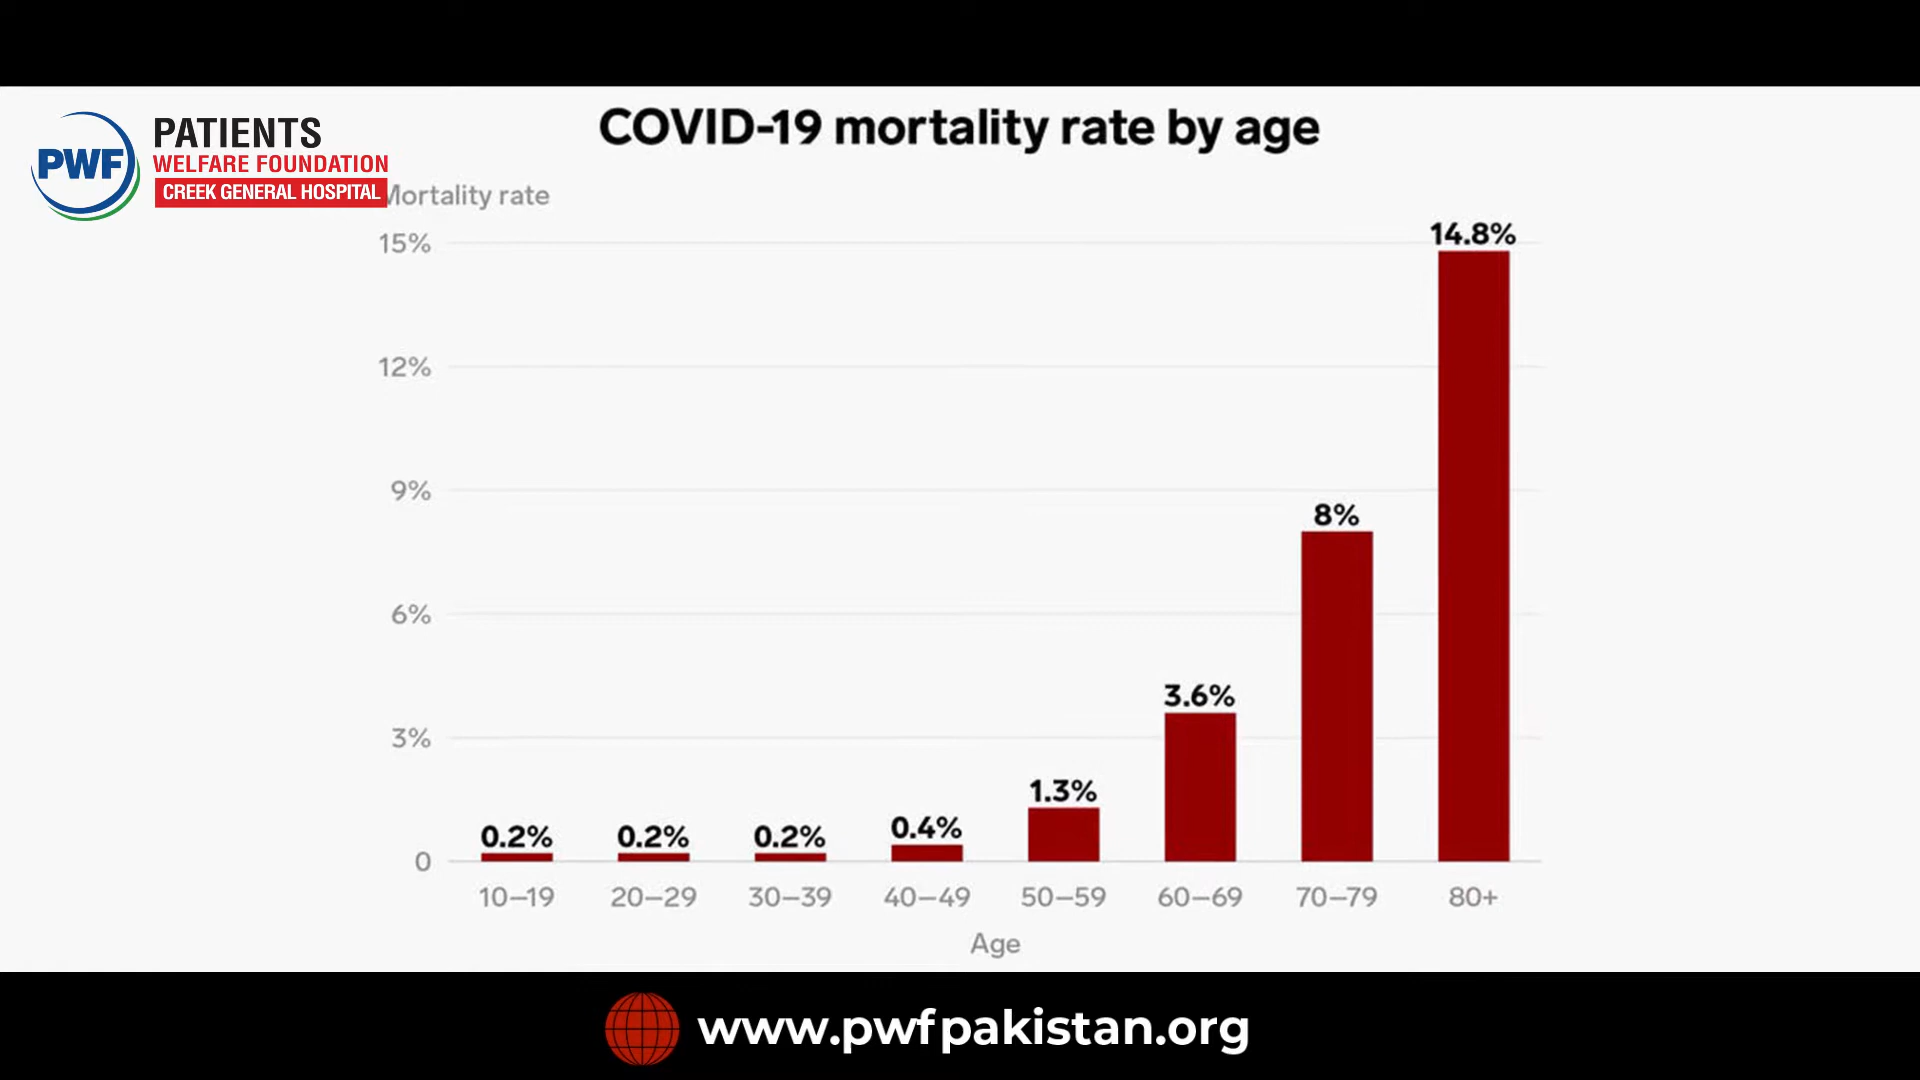 PWF
PATIENTS
WELFARE FOUNDATION
CREEK GENERAL HOSPITAL
COVID-19 mortality rate by age
Mortality rate
15%
12%
9%
6%
3%
0
0.2%
0.2%
0.2%
0.4%
1.3%
3.6%
8%
14.8%
10–19
20–29
30–39
40–49
50–59
60–69
70–79
80+
Age
www.pwfpakistan.org